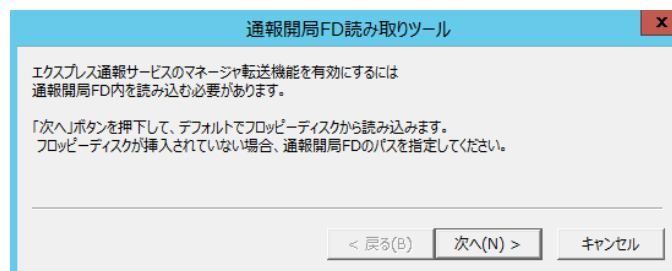 通報開局FD読み取りツール
x
エクスプレス通報サービスのマネージャ転送機能を有効にするには
通報開局FD内を読み込む必要があります。
「次へ」ボタンを押下して、デフォルトでフロッピーディスクから読み込みます。
フロッピーディスクが挿入されていない場合、通報開局FDのパスを指定してください。
< 戻る(B)
次へ(N) >
キャンセル